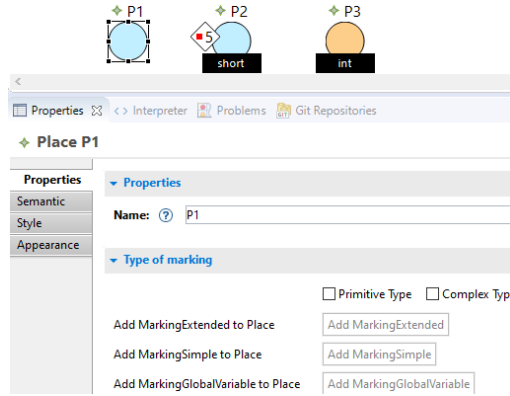 P1 P2 P3
5
short int
Properties Interpreter Problems Git Repositories
Place P1
Properties
Semantic
Style
Appearance
Properties
Name: ? P1
Type of marking
Primitive Type Complex Typ
Add MarkingExtended to Place Add MarkingExtended
Add MarkingSimple to Place Add MarkingSimple
Add MarkingGlobalVariable to Place Add MarkingGlobalVariable